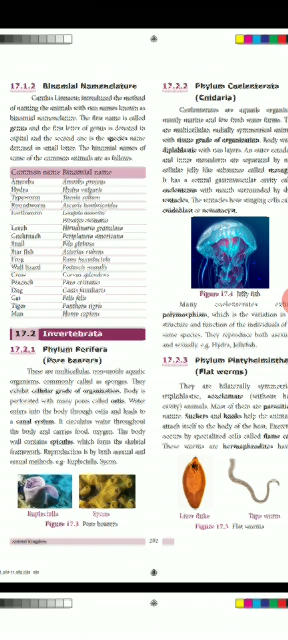 17.1.2 Binomial Nomenclature
Carolus Linnaeus introduced the method
of naming the animals with two names known as
binomial nomenclature. The first name is called
genus and the first letter of genus is denoted in
capital and the second one is the species name
denoted in small letter. The binomial names of
some of the common animals are as follows.
Common name Binomial name
Amoeba Amoeba proteus
Hydra Hydra vulgaris
Tapeworm Taenia solium
Roundworm Ascaris lumbricoides
Earthworm
Leech Hirudinaria granulosa
Cockroach Periplaneta americana
Snail Pila globosa
Star fish Asterias rubens
Frog Rana hexadactyla
Wall lizard Podarcis muralis
Crow Corvus splendens
Peacock Pavo cristatus
Dog Canis familiaris
Cat Felis felis
Tiger Panthera tigris
Man Homo sapiens
17.2 Invertebrata
17.2.1 Phylum Porifera
(Pore bearers)
These are multicellular, non-motile aquatic
organisms, commonly called as sponges. They
exhibit cellular grade of organization. Body is
perforated with many pores called ostia. Water
enters into the body through ostia and leads to
a canal system. It circulates water throughout
the body and carries food, oxygen. The body
wall contains spicules, which form the skeletal
framework. Reproduction is by both asexual and
sexual methods. e.g- Euplectella, Sycon.
Euplectella Sycon
Figure 17.3 Pore bearers
Animal Kingdom
17.2.2 Phylum Coelenterata
(Cnidaria)
Coelenterates are aquatic organis
mostly marine and few fresh water forms. T
are multicellular, radially symmetrical anim
with tissue grade of organization. Body w
diploblastic with two layers. An outer ectode
and inner endoderm are separated by n
cellular jelly like substance called mesog
It has a central gastrovascular cavity call
coelenteron with mouth surrounded by sh
tentacles. The tentacles bear stinging cells ca
cnidoblast or nematocyst.
Figure 17.4 Jelly fish
Many coelenterates ex
polymorphism, which is the variation in
structure and function of the individuals of
same species. They reproduce both asexua
and sexually. e.g. Hydra, Jellyfish.
17.2.3 Phylum Platyhelminthe
(Flat worms)
They are bilaterally symmetric
triploblastic, acoelomate (without b
cavity) animals. Most of them are parasitic
nature. Suckers and hooks help the animal
attach itself to the body of the host. Excret
occurs by specialized cells called flame c
These worms are hermaphrodites hav
Liver fluke Tape worm
Figure 17.5 Flat worms